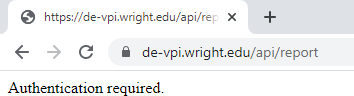 https://de-vpi.wright.edu/api/rep
de-vpi.wright.edu/api/report
Authentication required.